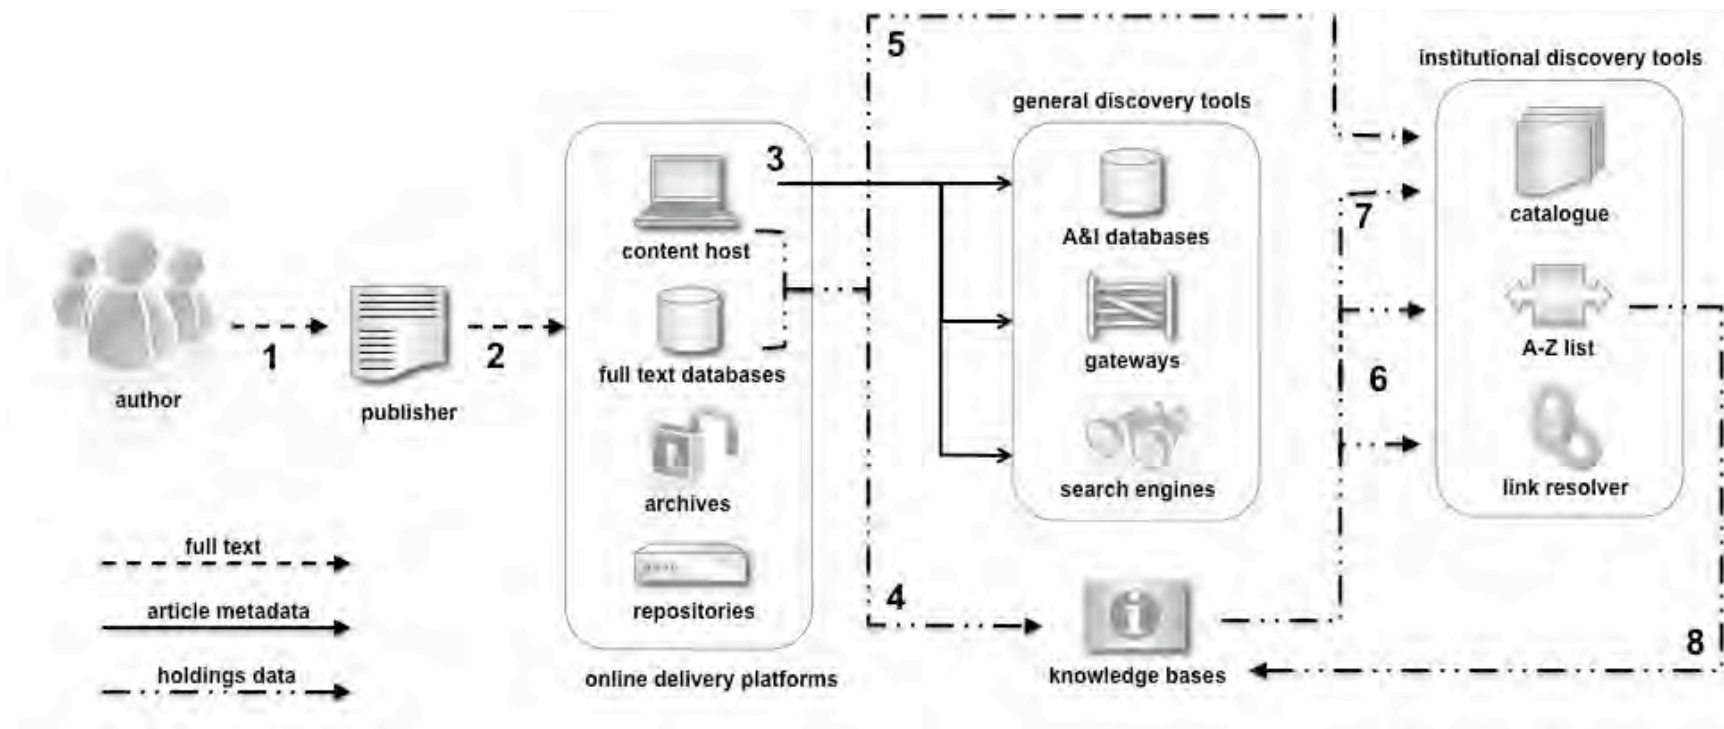 5
institutional discovery tools
general discovery tools
3
7
catalogue
content host
A&I databases
1
2
full text databases
gateways
A-Z list
6
author
publisher
archives
search engines
link resolver
full text
article metadata
repositories
4
8
holdings data
online delivery platforms
knowledge bases